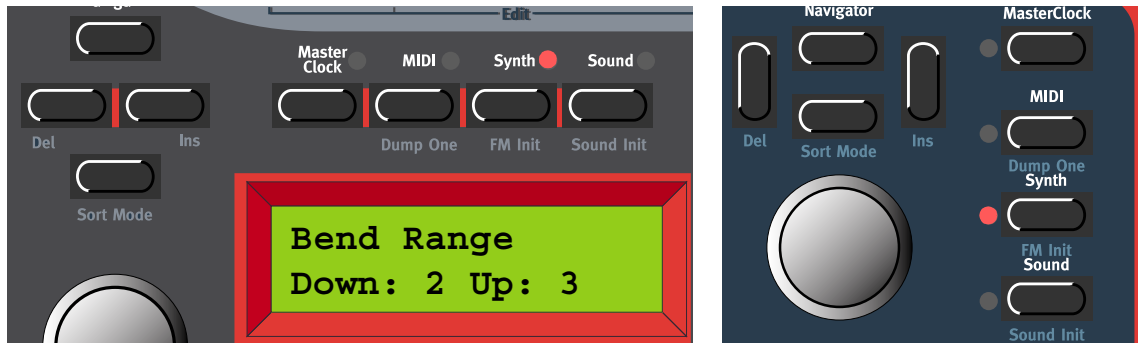 Edit
Master
Clock
MIDI
Synth
Sound
Del
Ins
Dump One
FM Init
Sound Init
Sort Mode
Bend Range
Down: 2 Up: 3
Navigator
MasterClock
MIDI
Del
Sort Mode
Ins
Dump One
Synth
FM Init
Sound
Sound Init